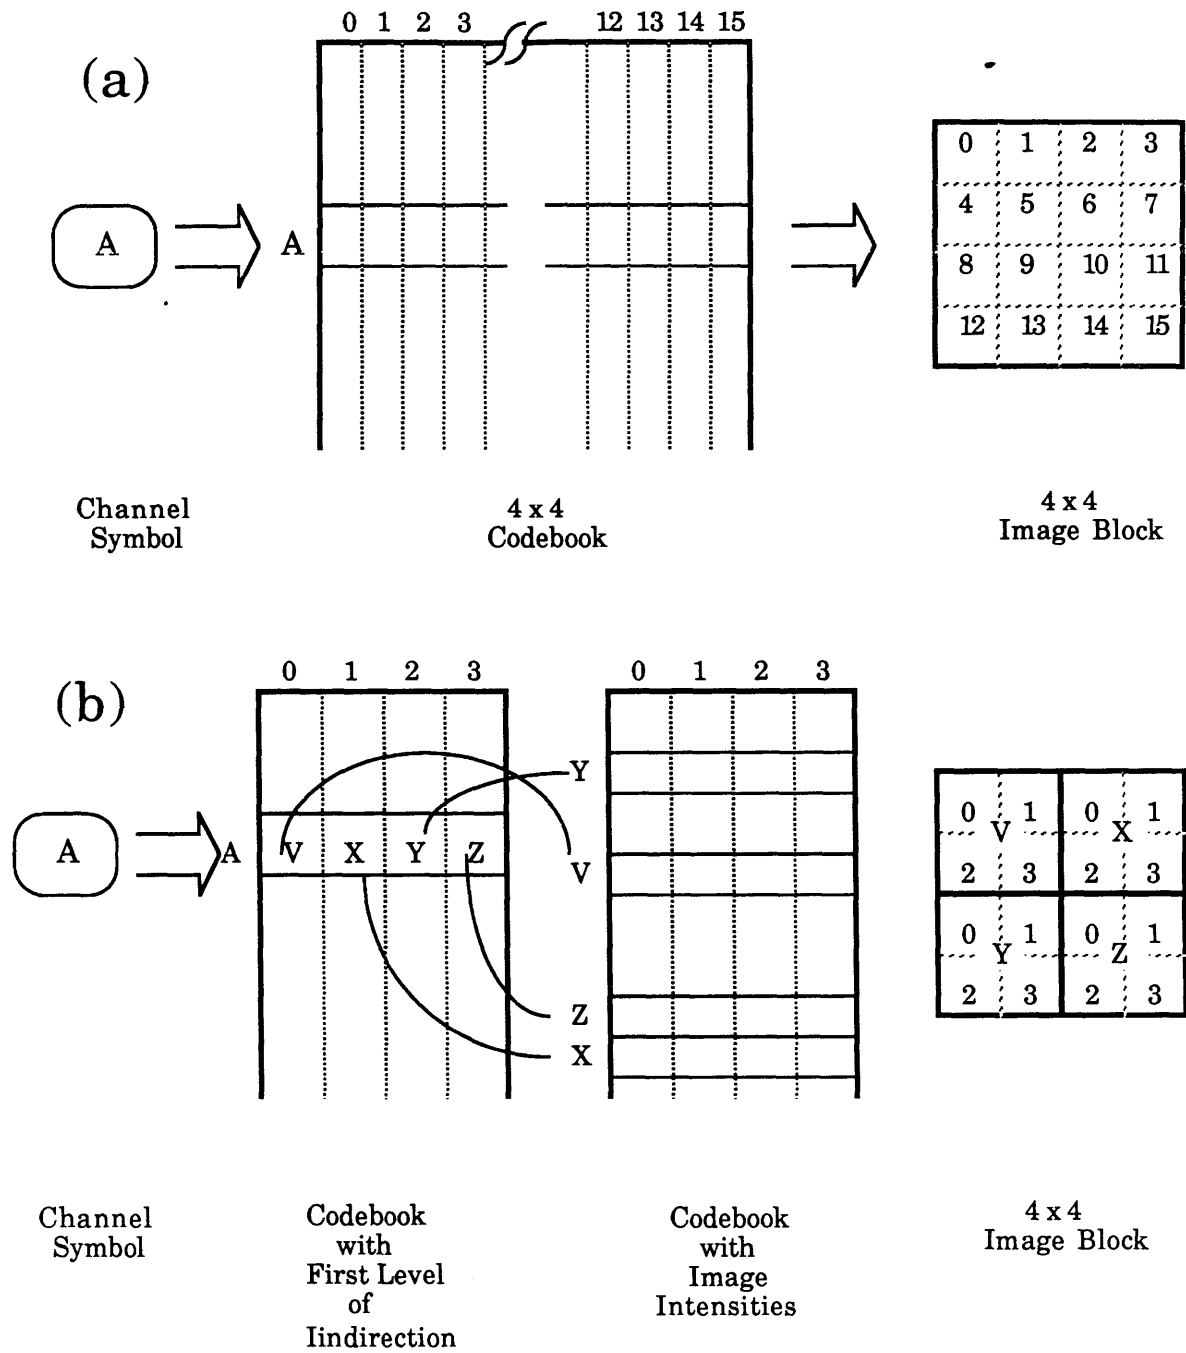 (a)
0 1 2 3 12 13 14 15
A
A
0 1 2 3
4 5 6 7
8 9 10 11
12 13 14 15
Channel
Symbol
4 x 4
Codebook
4 x 4
Image Block
(b)
0 1 2 3
0 1 2 3
A
A
V X Y Z
Y
V
Z
X
0 1 0 1
V X
2 3 2 3
0 1 0 1
Y Z
2 3 2 3
Channel
Symbol
Codebook
with
First Level
of
Iindirection
Codebook
with
Image
Intensities
4 x 4
Image Block